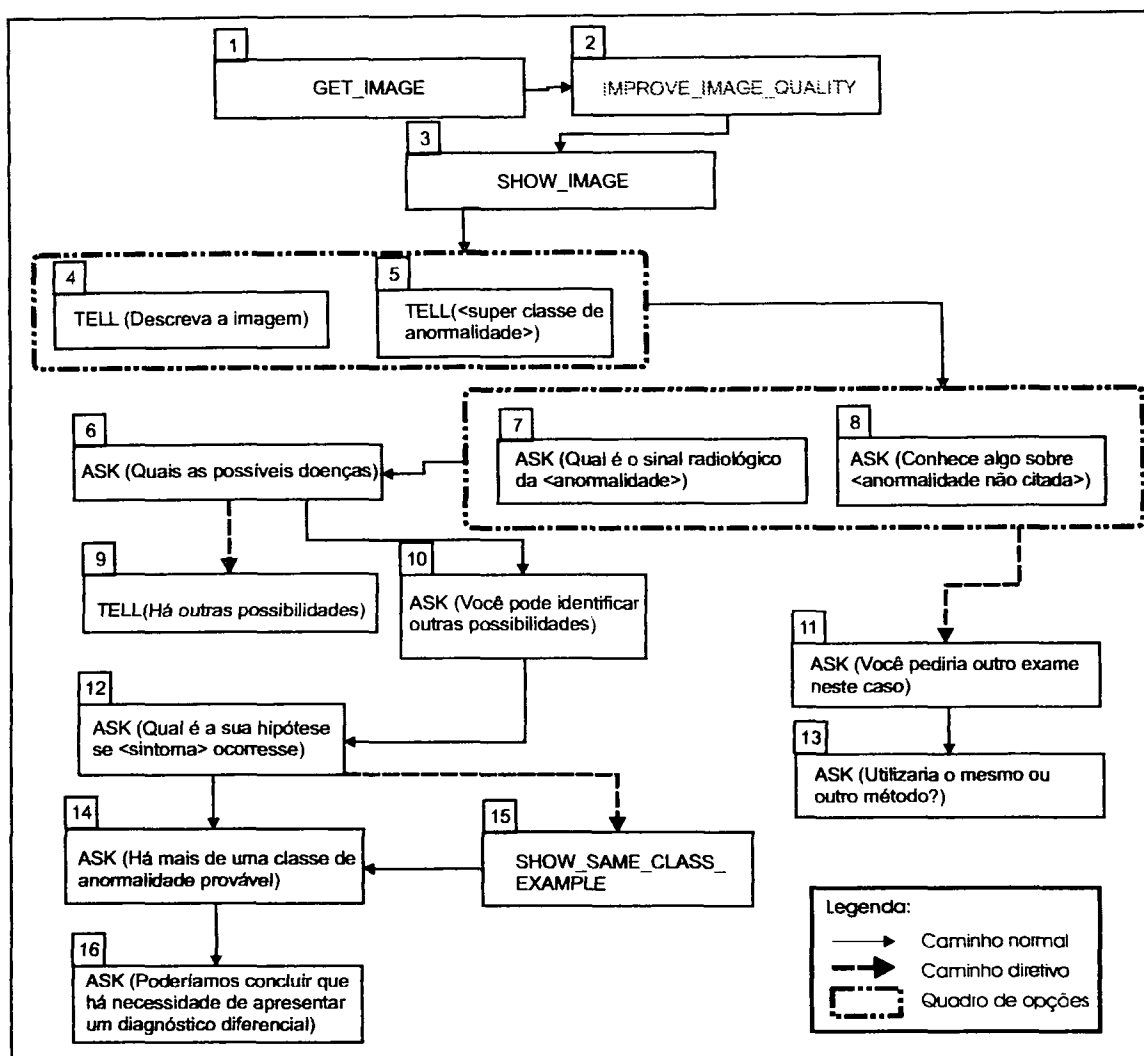 1
GET_IMAGE
2
IMPROVE_IMAGE_QUALITY
3
SHOW_IMAGE
4
TELL (Descreva a imagem)
5
TELL(<super classe de
anormalidade>)
6
ASK (Quais as possíveis doenças)
7
ASK (Qual é o sinal radiológico
da <anormalidade>)
8
ASK (Conhece algo sobre
<anormalidade não citada>)
9
TELL(Há outras possibilidades)
10
ASK (Você pode identificar
outras possibilidades)
11
ASK (Você pediria outro exame
neste caso)
12
ASK (Qual é a sua hipótese
se <sintoma> ocorresse)
13
ASK (Utilizaria o mesmo ou
outro método?)
14
ASK (Há mais de uma classe de
anormalidade provável)
15
SHOW_SAME_CLASS_
EXAMPLE
16
ASK (Poderíamos concluir que
há necessidade de apresentar
um diagnóstico diferencial)
Legenda:
Caminho normal
Caminho diretivo
Quadro de opções